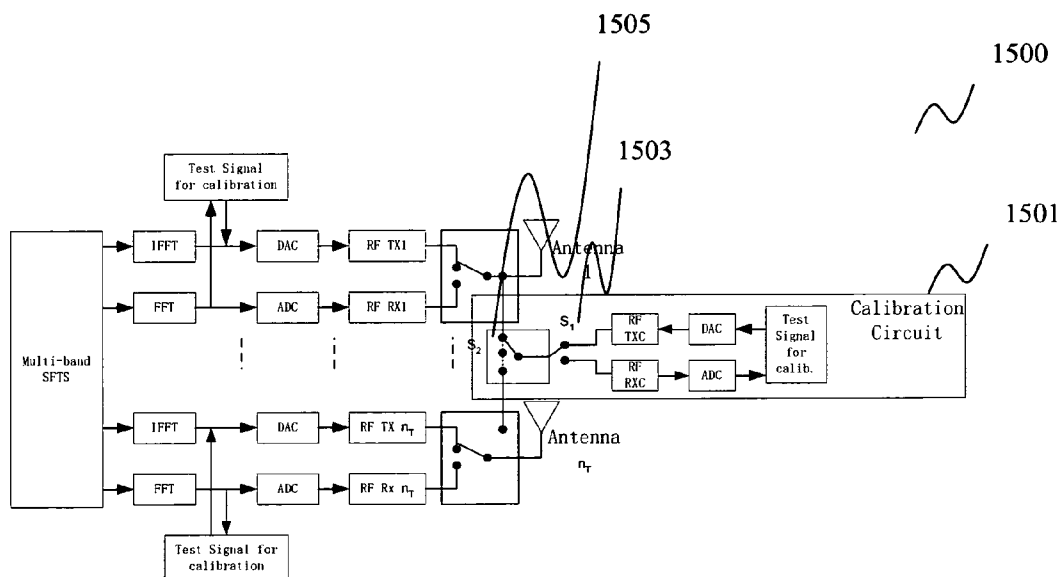 1505
1500
1503
1501
Test Signal
for calibration
IFFT
DAC
RF TX1
Antenna
1
FFT
ADC
RF RX1
Calibration
Circuit
S1
S2
RF
TXC
DAC
Test
Signal
for
calib.
RF
RXC
ADC
Multi-band
SFTS
IFFT
DAC
RF TX nT
Antenna
nT
FFT
ADC
RF Rx nT
Test Signal for
calibration